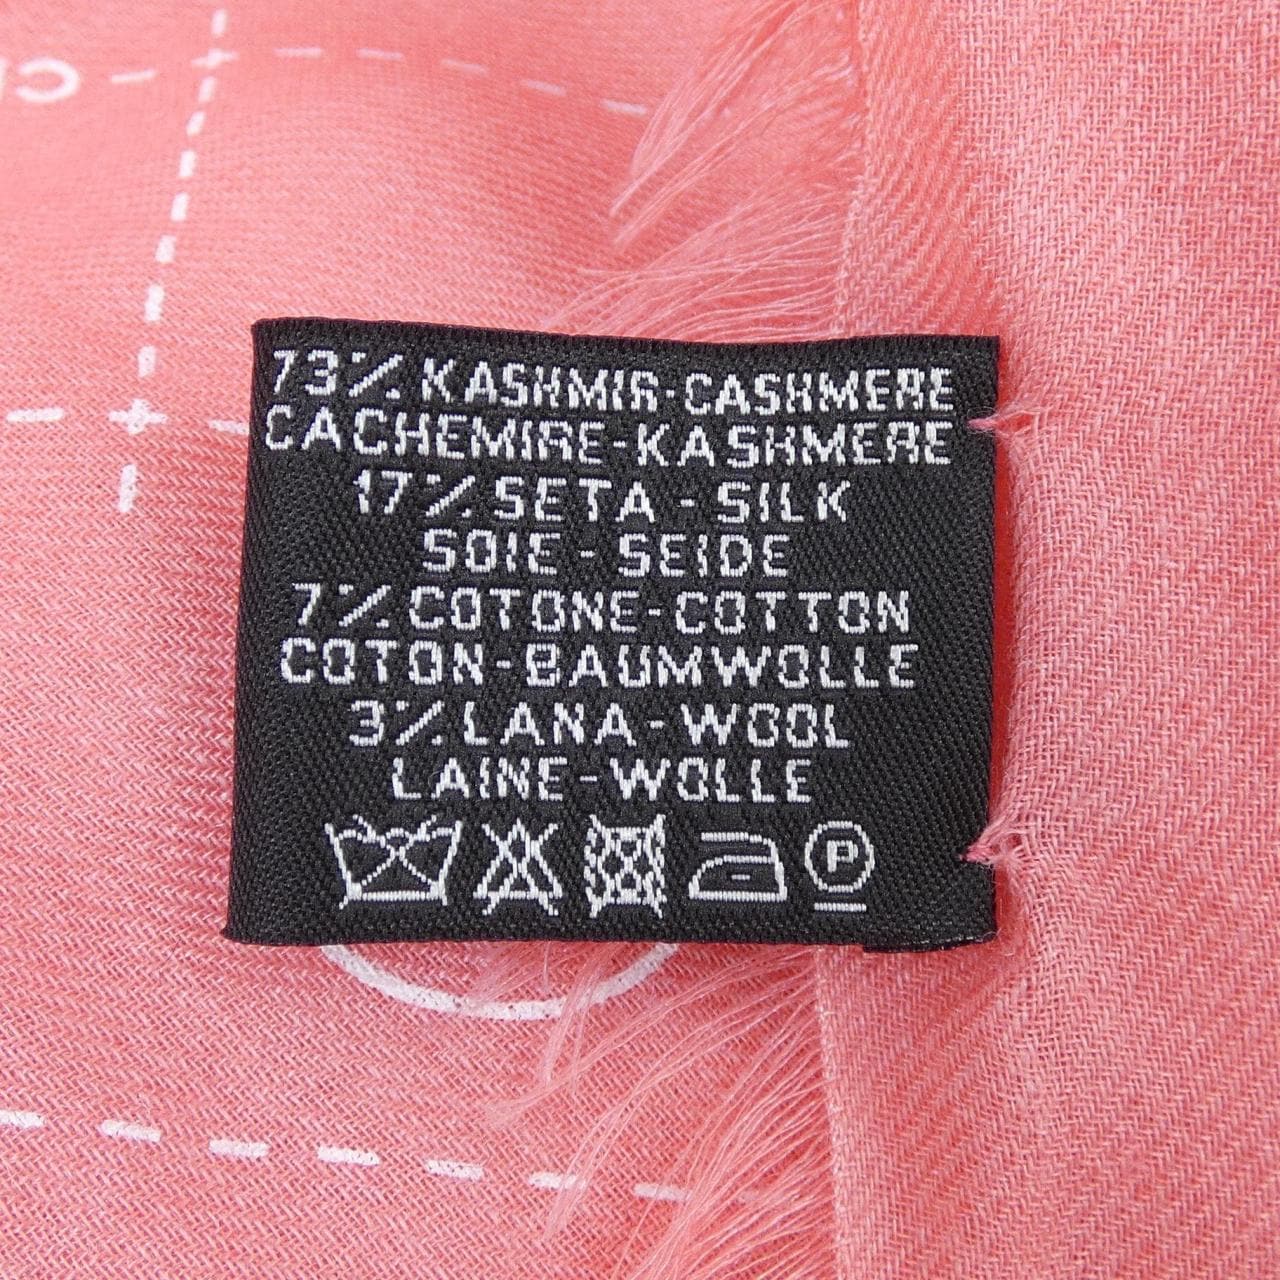 73% KASHMIR-CASHMERE
CACHEMIRE-KASHMERE
17% SETA - SILK
SOIE - SEIDE
7% COTONE-COTTON
COTON-BAUMWOLLE
3% LANA-WOOL
LAINE-WOLLE
P